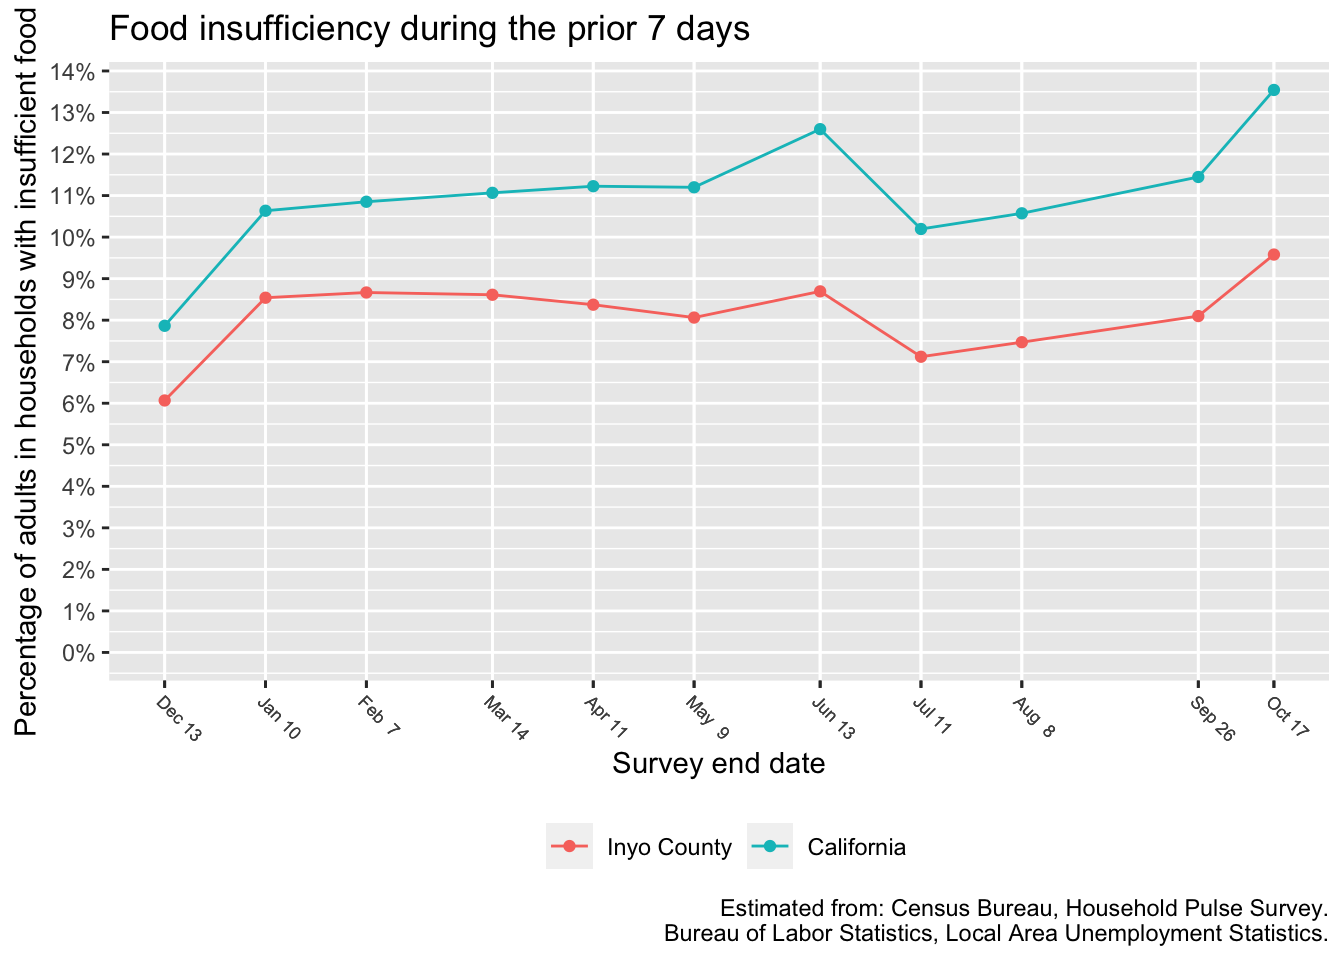 Food insufficiency during the prior 7 days
Percentage of adults in households with insufficient food
14%
13%
12%
11%
10%
9%
8%
7%
6%
5%
4%
3%
2%
1%
0%
Dec 13
Jan 10
Feb 7
Mar 14
Apr 11
May 9
Jun 13
Jul 11
Aug 8
Sep 26
Oct 17
Survey end date
Inyo County
California
Estimated from: Census Bureau, Household Pulse Survey.
Bureau of Labor Statistics, Local Area Unemployment Statistics.